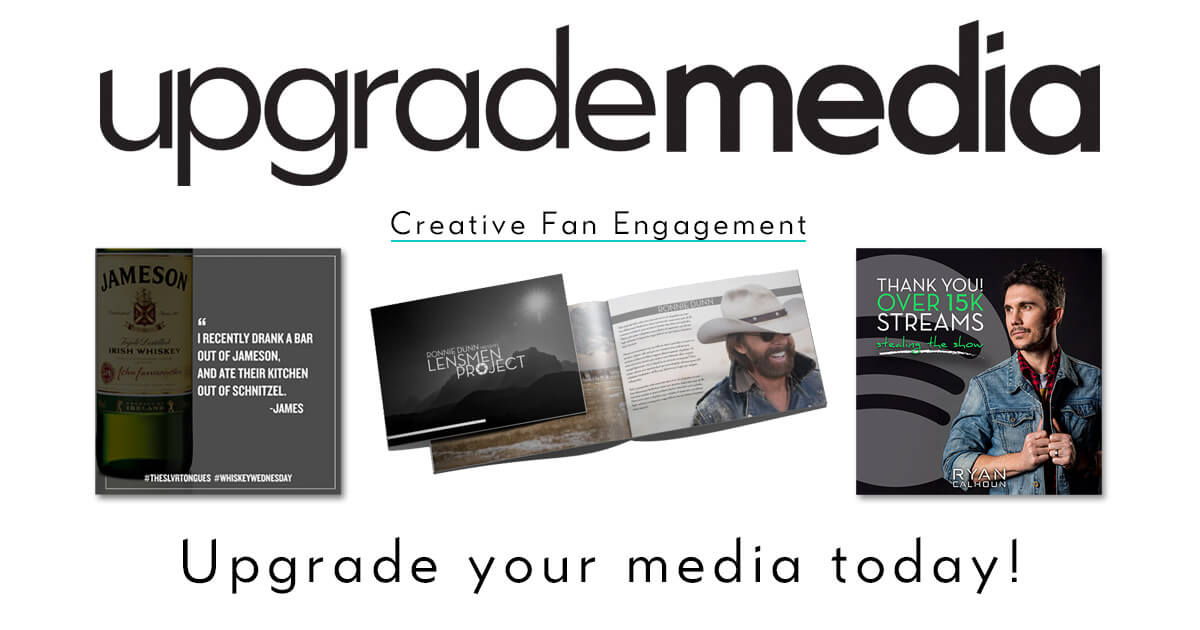 upgrademedia
Creative Fan Engagement
JAMESON
Triple Distilled
IRISH WHISKEY
John Jameson
IRELAND
“
I RECENTLY DRANK A BAR
OUT OF JAMESON,
AND ATE THEIR KITCHEN
OUT OF SCHNITZEL.
-JAMES
#THESLVRTONGUES #WHISKEYWEDNESDAY
RONNIE DUNN
LENSMEN
PROJECT
RONNIE DUNN
THANK YOU!
OVER 15K
STREAMS
stealing the show
RYAN
CALHOUN
Upgrade your media today!